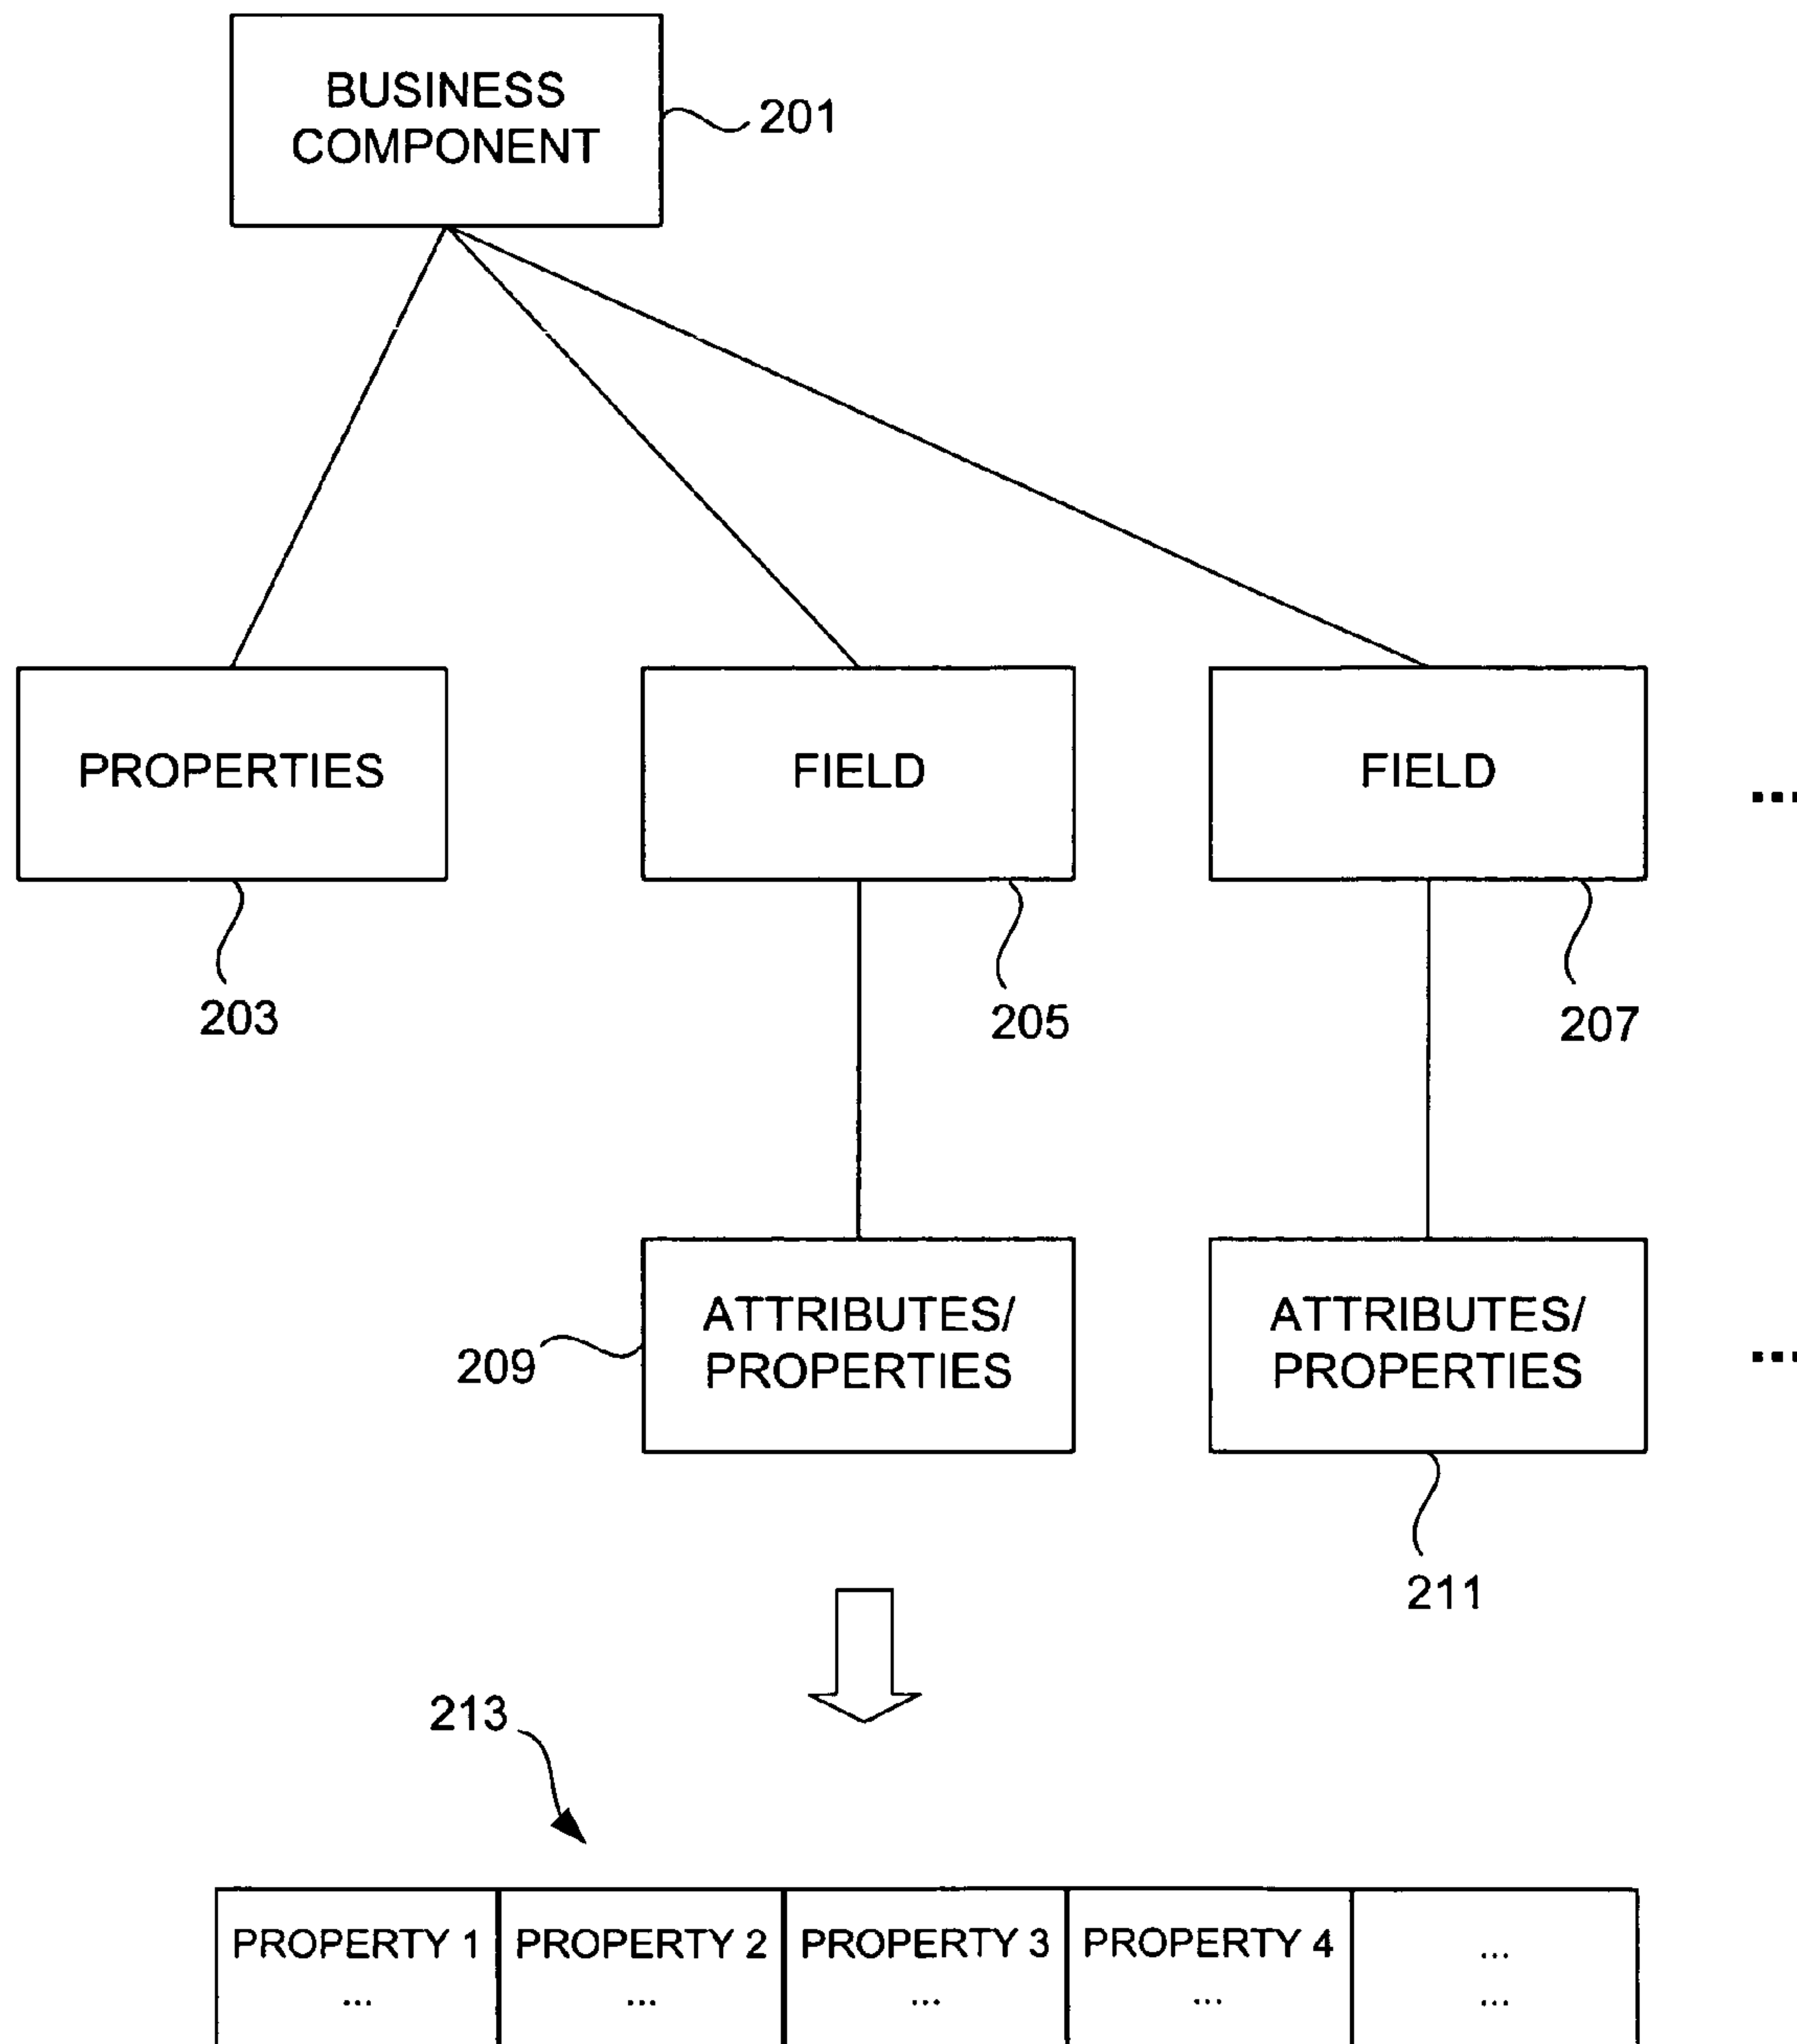 BUSINESS
COMPONENT
201
PROPERTIES
FIELD
FIELD
...
203
205
207
ATTRIBUTES/
PROPERTIES
ATTRIBUTES/
PROPERTIES
...
209
211
213
PROPERTY 1
PROPERTY 2
PROPERTY 3
PROPERTY 4
...
...
...
...
...
...